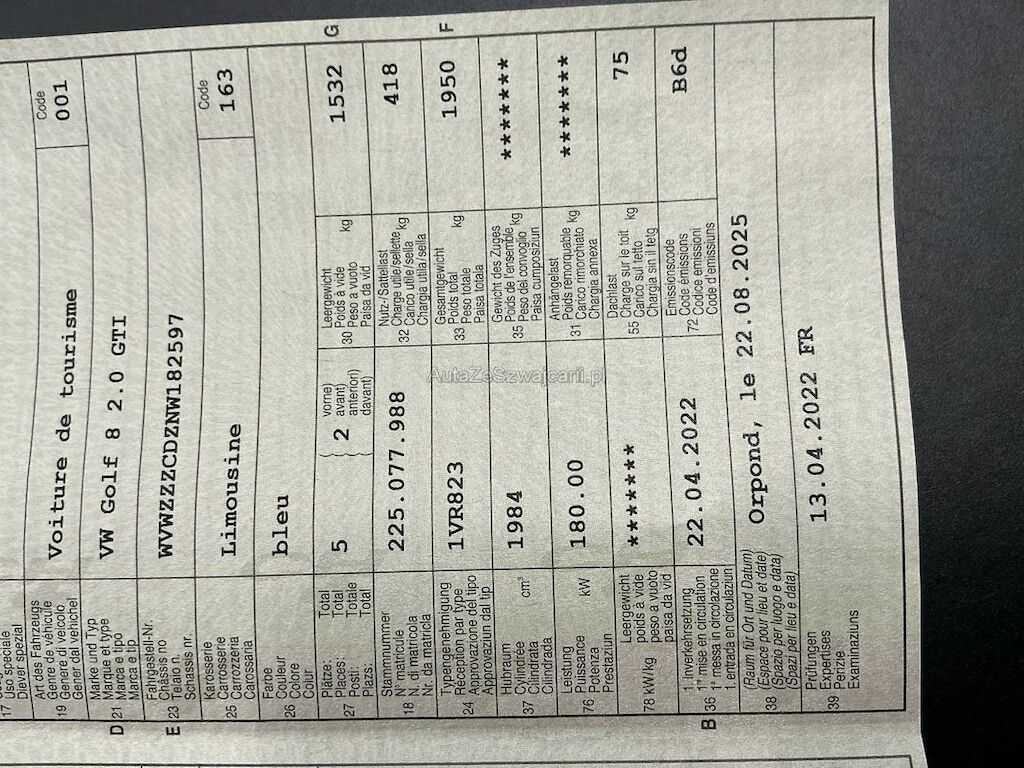 17
Uso speciale
Diever spezial
19
Art des Fahrzeugs
Genre de véhicule
Genere di veicolo
Gener dal vehichel
Voiture de tourisme
Code
001
D 21
Marke und Typ
Marque et type
Marca e tipo
Marca e tip
VW Golf 8 2.0 GTI
E 23
Fahrgestell-Nr.
Châssis no
Telaio n.
Schassis nr.
WVWZZZCDZNW182597
25
Karosserie
Carrosserie
Carrozzeria
Carossaria
Limousine
Code
163
26
Farbe
Couleur
Colore
Colur
bleu
27
Plätze: Total
Places: Total
Posti: Totale
Plazs: Total
5
2
vorne)
avant)
anteriori)
davant)
30
Leergewicht
Poids à vide
Peso a vuoto
Paisa da vid
kg
1532
G
18
Stammnummer
N° matricule
N. di matricola
Nr. da matricla
225.077.988
32
Nutz-/Sattellast
Charge utile/sellette
Carico utile/sella
Chargia utila/sella
kg
418
24
Typengenehmigung
Réception par type
Approvazione del tipo
Approvaziun dal tip
1VR823
33
Gesamtgewicht
Poids total
Peso totale
Paisa totala
kg
1950
F
37
Hubraum
Cylindrée
Cilindrata
Cilindrada
cm³
1984
35
Gewicht des Zuges
Poids de l'ensemble
Peso del convoglio
Paisa cumposiziun
kg
*******
76
Leistung
Puissance
Potenza
Prestaziun
kW
180.00
31
Anhängelast
Poids remorquable
Carico rimorchiato
Chargia annexa
kg
*******
78 kW/kg
Leergewicht
poids à vide
peso a vuoto
paisa da vid
*******
55
Dachlast
Charge sur le toit
Carico sul tetto
Chargia sin il tetg
kg
75
B 36
1. Inverkehrsetzung
1re mise en circulation
1a messa in circolazione
1. entrada en circulaziun
22.04.2022
72
Emissionscode
Code émissions
Codice emissioni
Code d'emissiuns
B6d
38
(Raum für Ort und Datum)
(Espace pour lieu et date)
(Spazio per luogo e data)
(Spazi per lieu e data)
Orpond, le 22.08.2025
39
Prüfungen
Expertises
Perizie
Examinaziuns
13.04.2022 FR
AutaZeSzwajcarii.pl